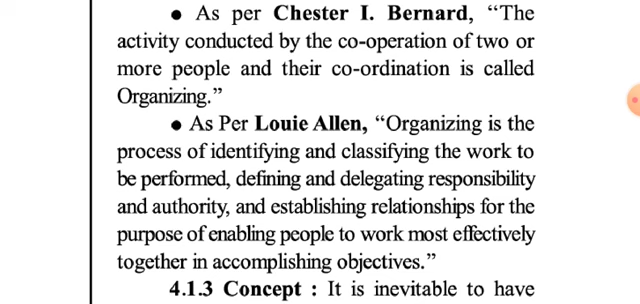 ● As per Chester I. Bernard, “The
activity conducted by the co-operation of two or
more people and their co-ordination is called
Organizing.”
● As Per Louie Allen, “Organizing is the
process of identifying and classifying the work to
be performed, defining and delegating responsibility
and authority, and establishing relationships for the
purpose of enabling people to work most effectively
together in accomplishing objectives.”
4.1.3 Concept : It is inevitable to have